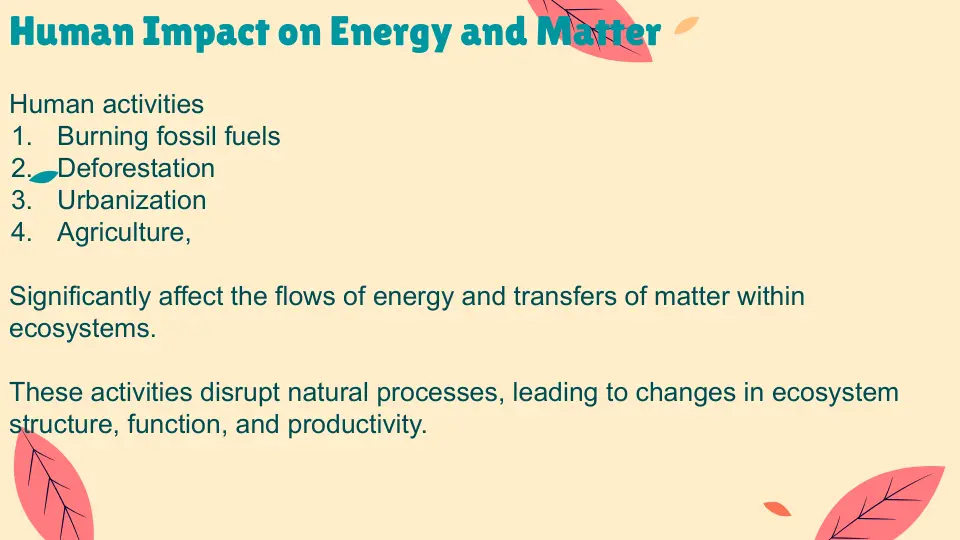 Human Impact on Energy and Matter
Human activities
1. Burning fossil fuels
2. Deforestation
3. Urbanization
4. Agriculture,
Significantly affect the flows of energy and transfers of matter within
ecosystems.
These activities disrupt natural processes, leading to changes in ecosystem
structure, function, and productivity.